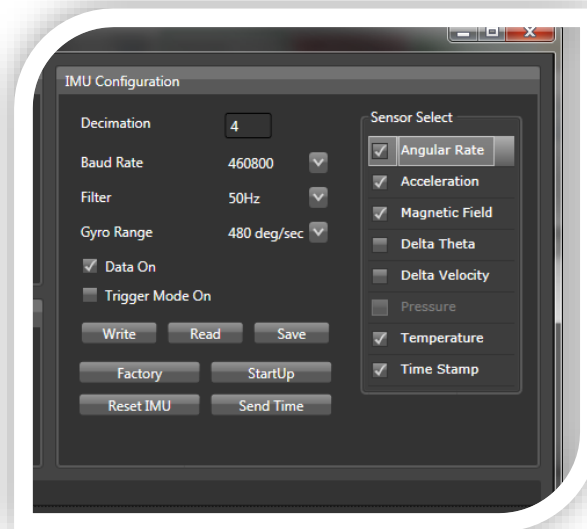 IMU Configuration
Decimation 4
Baud Rate 460800
Filter 50Hz
Gyro Range 480 deg/sec
Data On
Trigger Mode On
Write Read Save
Factory StartUp
Reset IMU Send Time
Sensor Select
Angular Rate
Acceleration
Magnetic Field
Delta Theta
Delta Velocity
Pressure
Temperature
Time Stamp